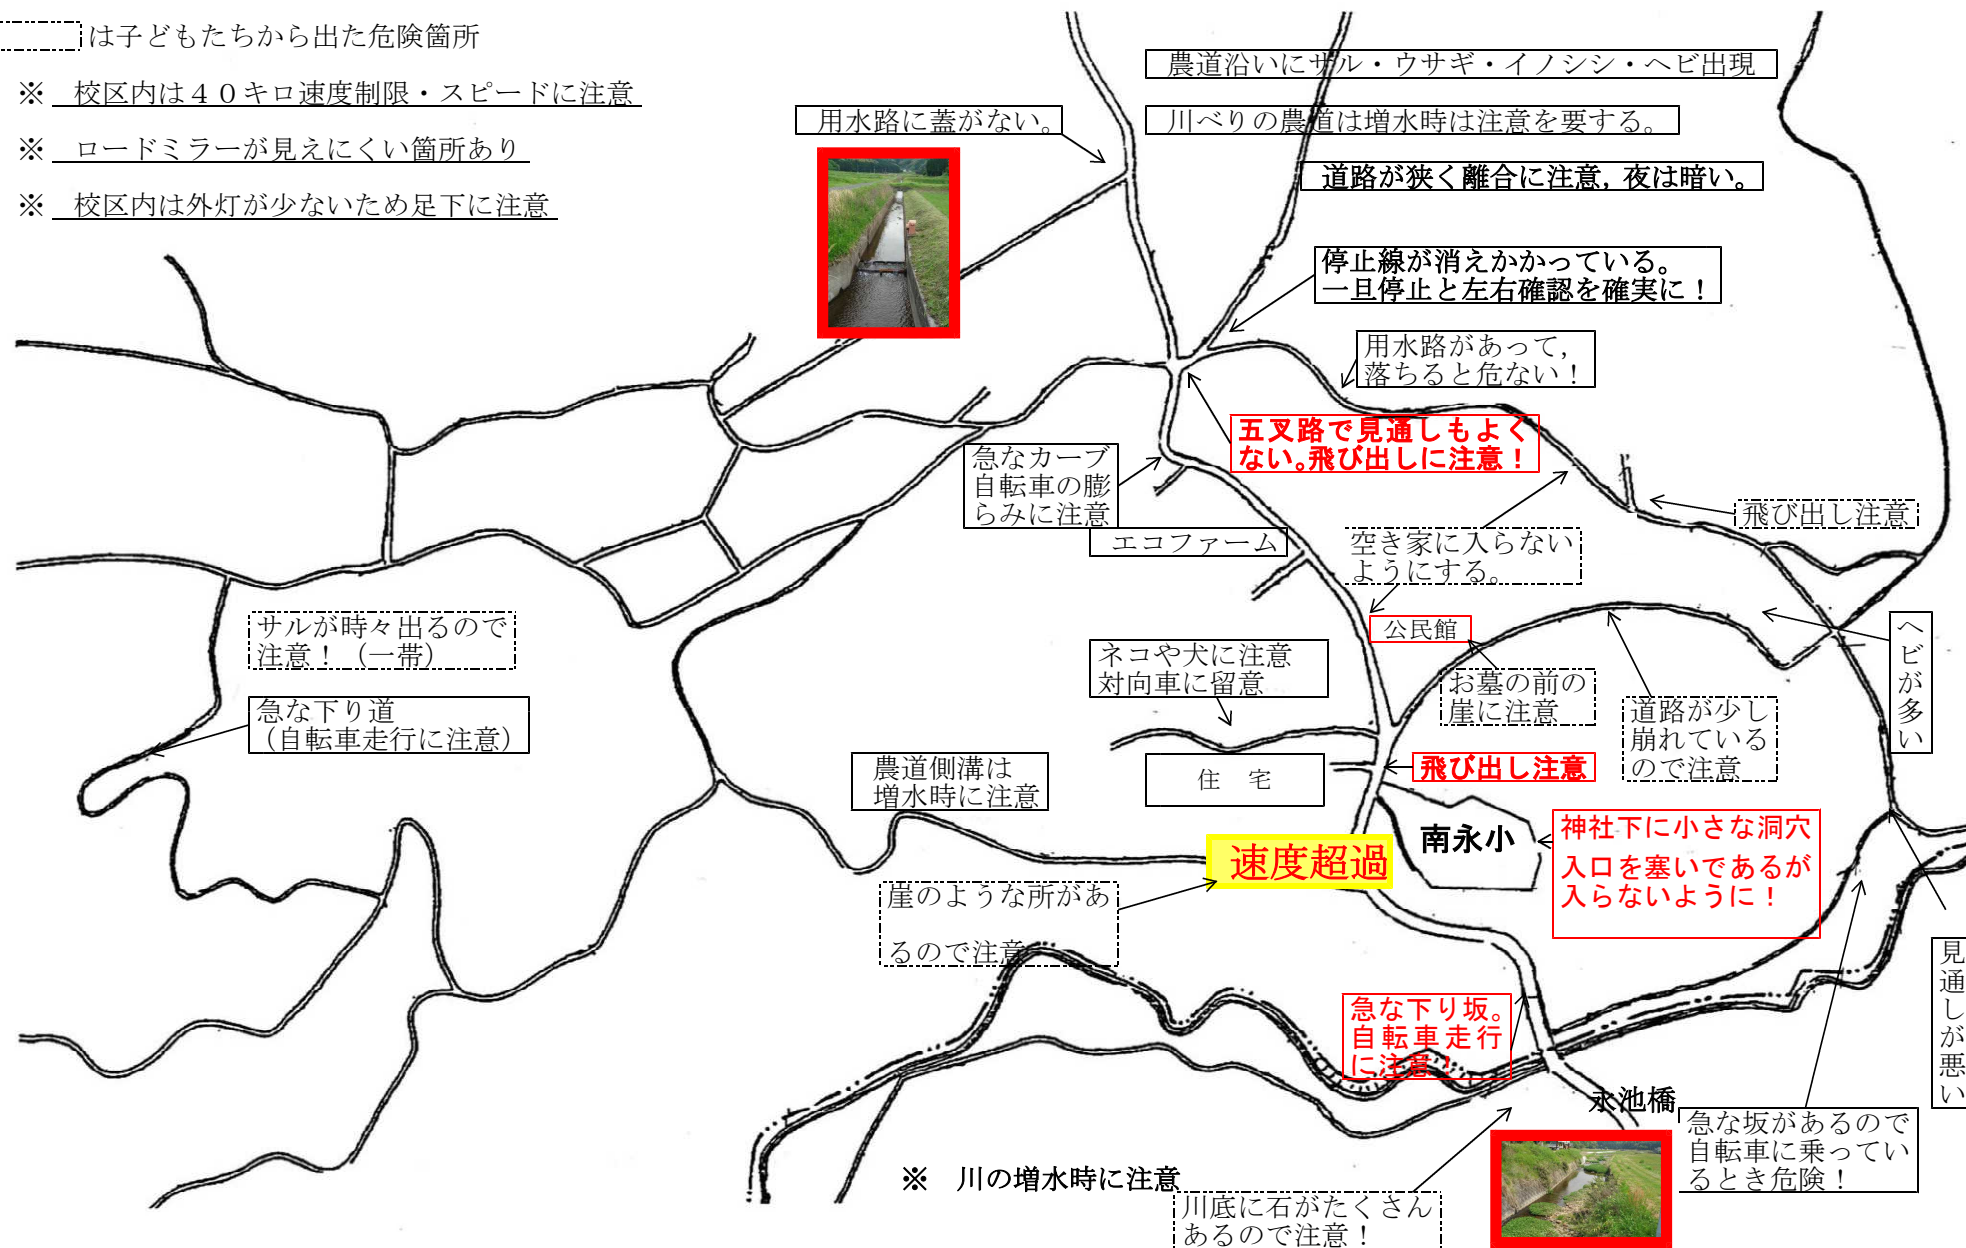 は子どもたちから出た危険箇所
※　校区内は４０キロ速度制限・スピードに注意
※　ロードミラーが見えにくい箇所あり
※　校区内は外灯が少ないため足下に注意
農道沿いにサル・ウサギ・イノシシ・ヘビ出現
用水路に蓋がない。
川べりの農道は増水時は注意を要する。
道路が狭く離合に注意，夜は暗い。
停止線が消えかかっている。
一旦停止と左右確認を確実に！
用水路があって，
落ちると危ない！
五叉路で見通しもよく
ない。飛び出しに注意！
急なカーブ
自転車の膨
らみに注意
エコファーム
飛び出し注意
空き家に入らない
ようにする。
公民館
サルが時々出るので
注意！（一帯）
ネコや犬に注意
対向車に留意
お墓の前の
崖に注意
道路が少し
崩れている
ので注意
ヘビが多い
急な下り道
（自転車走行に注意）
農道側溝は
増水時に注意
住　宅
飛び出し注意
南永小
神社下に小さな洞穴
入口を塞いであるが
入らないように！
速度超過
崖のような所があ
るので注意
見通しが悪い
急な下り坂。
自転車走行
に注意！
永池橋
急な坂があるので
自転車に乗ってい
るとき危険！
※　川の増水時に注意
川底に石がたくさん
あるので注意！